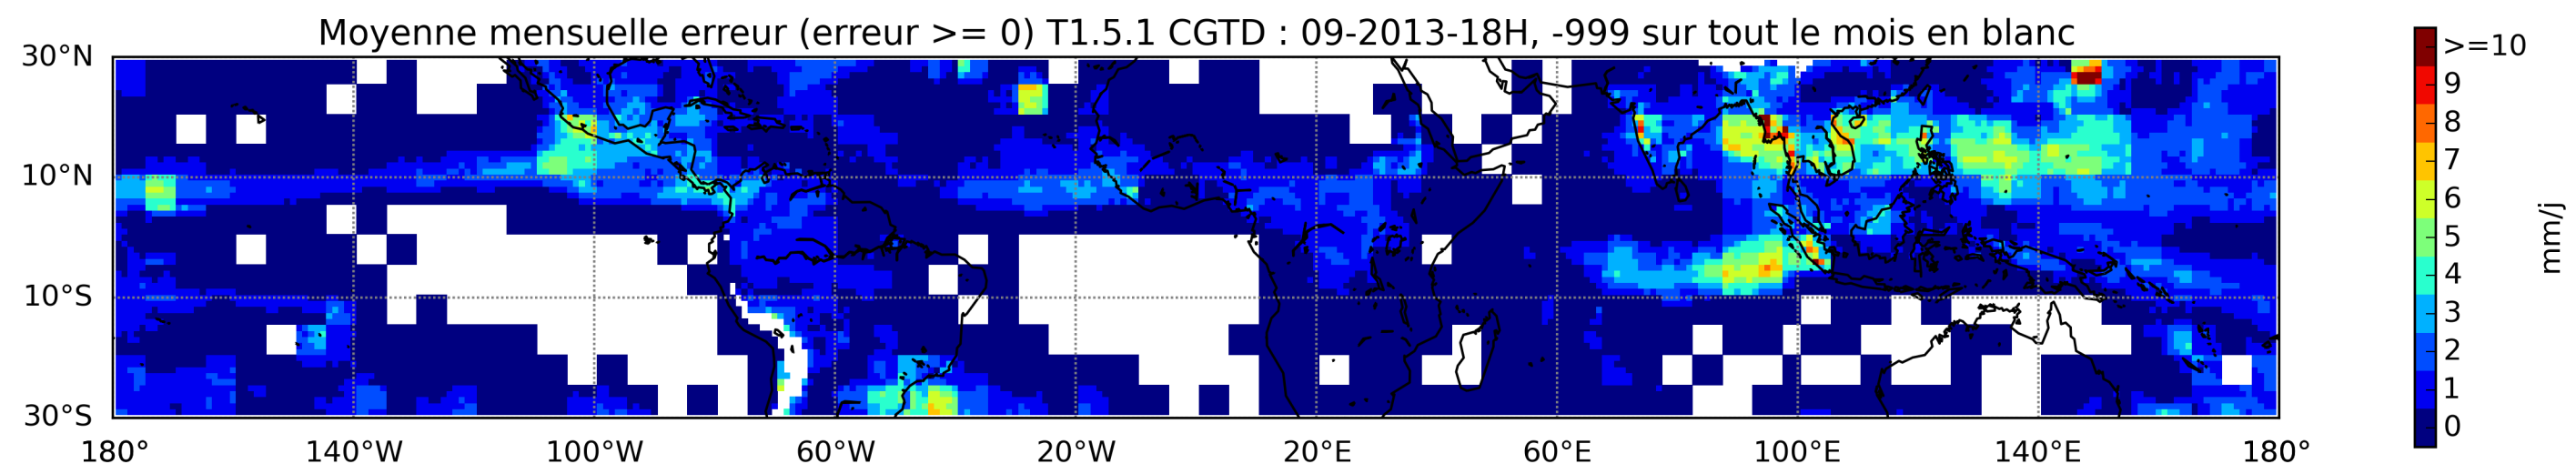 Moyenne mensuelle erreur (erreur >= 0) T1.5.1 CGTD : 09-2013-18H, -999 sur tout le mois en blanc
30°N
10°N
10°S
30°S
180° 140°W 100°W 60°W 20°W 20°E 60°E 100°E 140°E 180°
>=10
9
8
7
6
5
4
3
2
1
0
mm/j